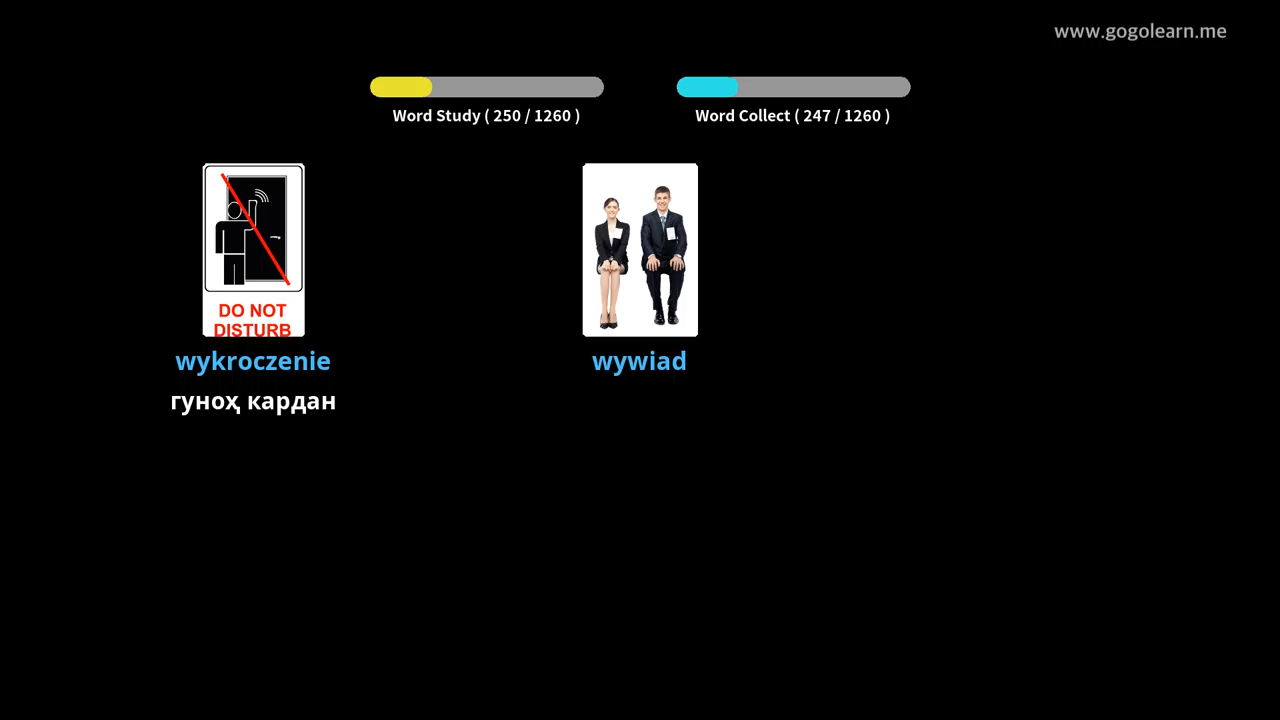 www.gogolearn.me
Word Study ( 250 / 1260 )
Word Collect ( 247 / 1260 )
DO NOT
DISTURB
wykroczenie
wywiad
гуноҳ кардан